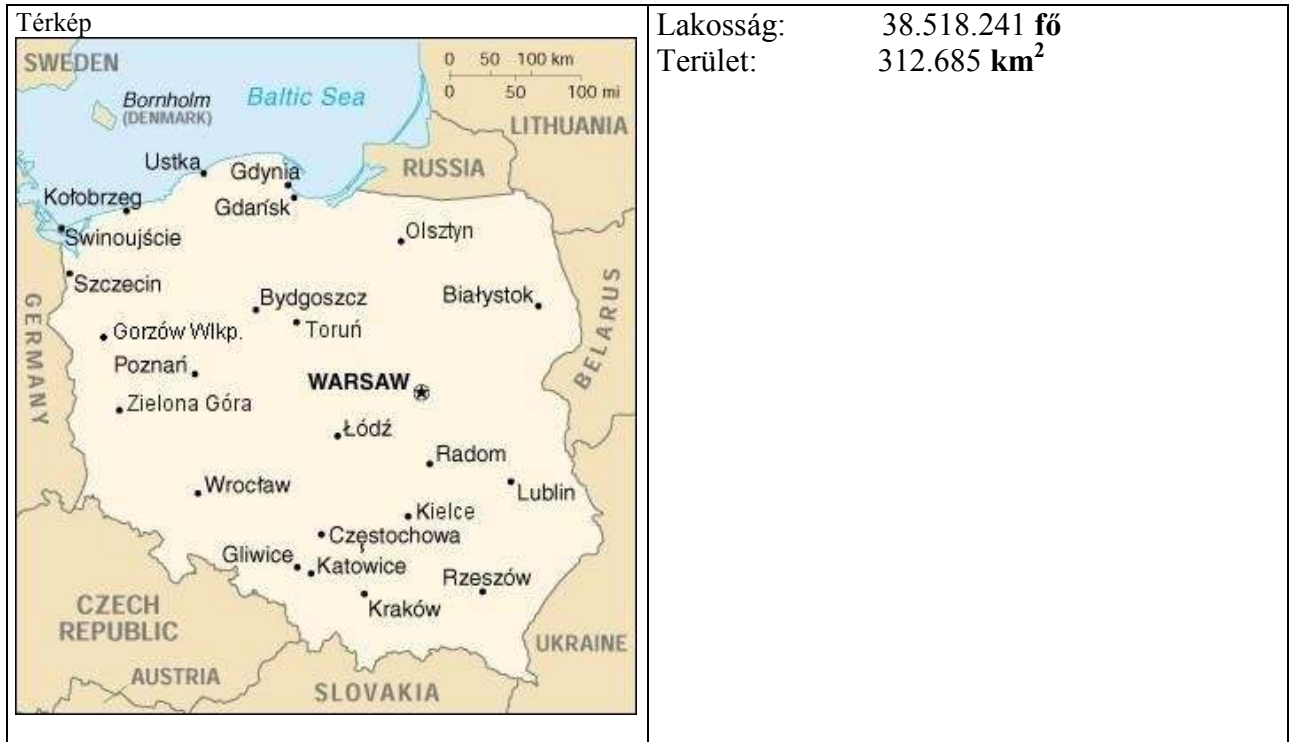 Térkép
Lakosság: 38.518.241 fő
Terület: 312.685 km²
SWEDEN
0 50 100 km
0 50 100 mi
Bornholm
(DENMARK)
Baltic Sea
LITHUANIA
RUSSIA
Ustka
Gdynia
Kołobrzeg
Gdańsk
Olsztyn
Świnoujście
Szczecin
Bydgoszcz
Białystok
GERMANY
BELARUS
Gorzów Wlkp.
Toruń
Poznań
WARSAW
Zielona Góra
Łódź
Radom
Wrocław
Lublin
Kielce
Częstochowa
Gliwice
Katowice
Rzeszów
Kraków
CZECH
REPUBLIC
UKRAINE
AUSTRIA
SLOVAKIA